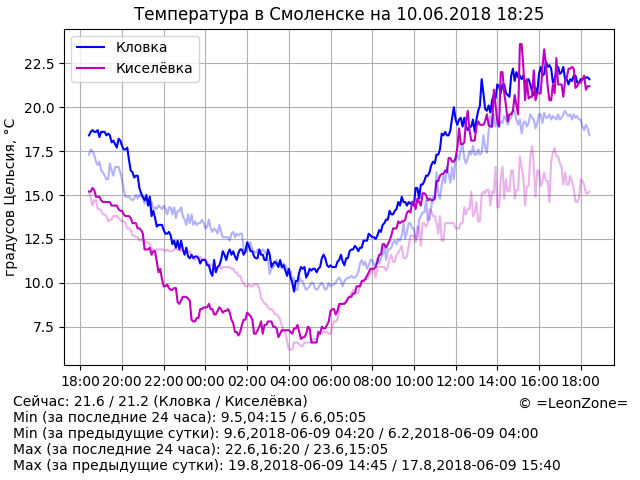 Температура в Смоленске на 10.06.2018 18:25
Кловка
Киселёвка
градусов Цельсия, °C
22.5
20.0
17.5
15.0
12.5
10.0
7.5
18:00 20:00 22:00 00:00 02:00 04:00 06:00 08:00 10:00 12:00 14:00 16:00 18:00
Сейчас: 21.6 / 21.2 (Кловка / Киселёвка)
© =LeonZone=
Min (за последние 24 часа): 9.5,04:15 / 6.6,05:05
Min (за предыдущие сутки): 9.6,2018-06-09 04:20 / 6.2,2018-06-09 04:00
Max (за последние 24 часа): 22.6,16:20 / 23.6,15:05
Max (за предыдущие сутки): 19.8,2018-06-09 14:45 / 17.8,2018-06-09 15:40